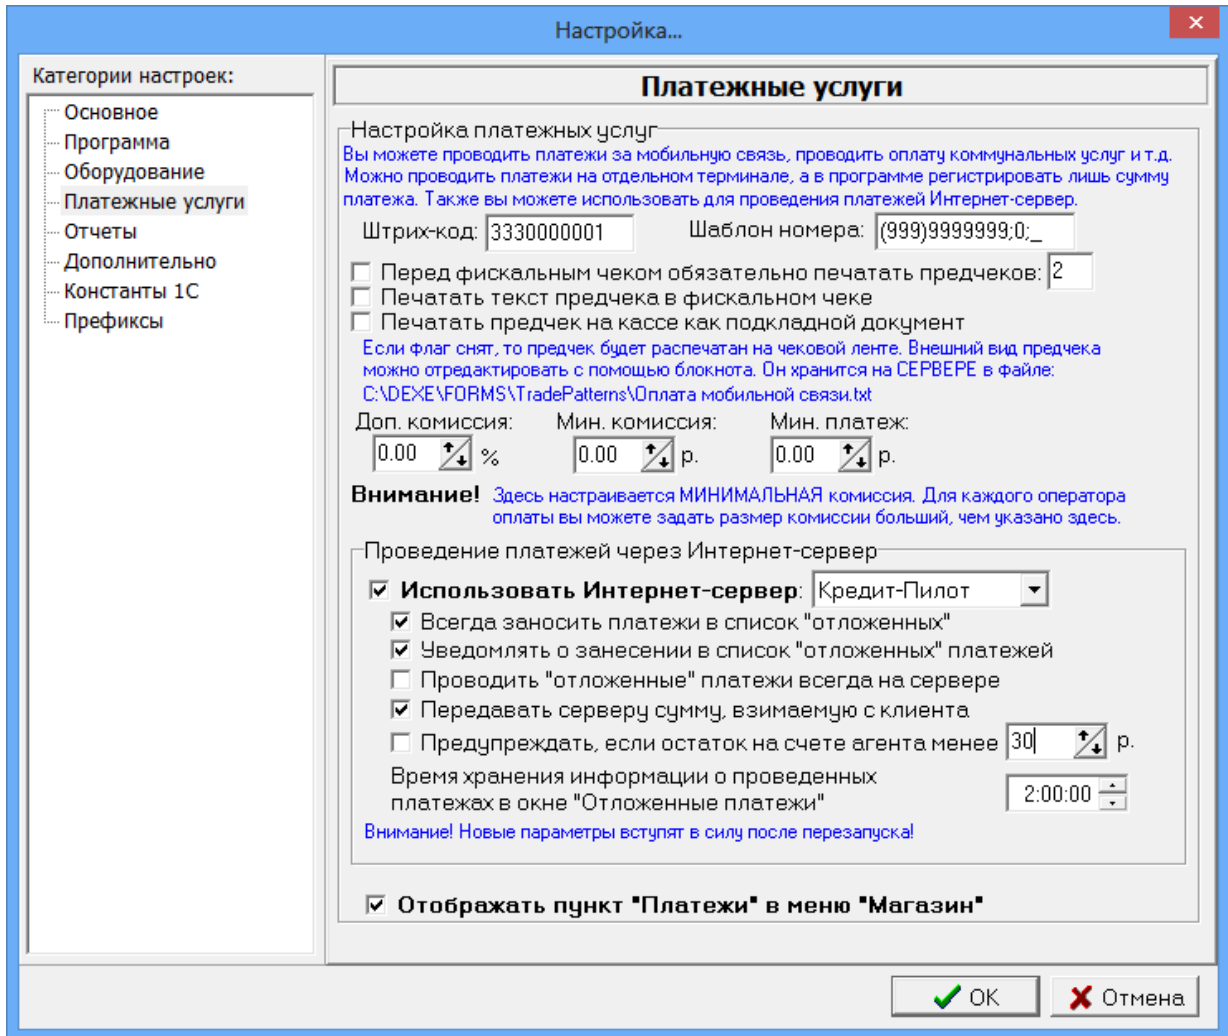 Настройка...
Категории настроек:
Основное
Программа
Оборудование
Платежные услуги
Отчеты
Дополнительно
Константы 1С
Префиксы
Платежные услуги
Настройка платежных услуг
Вы можете проводить платежи за мобильную связь, проводить оплату коммунальных услуг и т.д.
Можно проводить платежи на отдельном терминале, а в программе регистрировать лишь сумму
платежа. Также вы можете использовать для проведения платежей Интернет-сервер.
Штрих-код: 3330000001 Шаблон номера: (999)9999999;0;_
Перед фискальным чеком обязательно печатать предчеков: 2
Печатать текст предчека в фискальном чеке
Печатать предчек на кассе как подкладной документ
Если флаг снят, то предчек будет распечатан на чековой ленте. Внешний вид предчека
можно отредактировать с помощью блокнота. Он хранится на СЕРВЕРЕ в файле:
C:\DEXE\FORMS\TradePatterns\Оплата мобильной связи.txt
Доп. комиссия: Мин. комиссия: Мин. платеж:
0.00 % 0.00 р. 0.00 р.
Внимание! Здесь настраивается МИНИМАЛЬНАЯ комиссия. Для каждого оператора
оплаты вы можете задать размер комиссии больший, чем указано здесь.
Проведение платежей через Интернет-сервер
Использовать Интернет-сервер: Кредит-Пилот
Всегда заносить платежи в список "отложенных"
Уведомлять о занесении в список "отложенных" платежей
Проводить "отложенные" платежи всегда на сервере
Передавать серверу сумму, взимаемую с клиента
Предупреждать, если остаток на счете агента менее 30 р.
Время хранения информации о проведенных
платежах в окне "Отложенные платежи" 2:00:00
Внимание! Новые параметры вступят в силу после перезапуска!
Отображать пункт "Платежи" в меню "Магазин"
OK Отмена